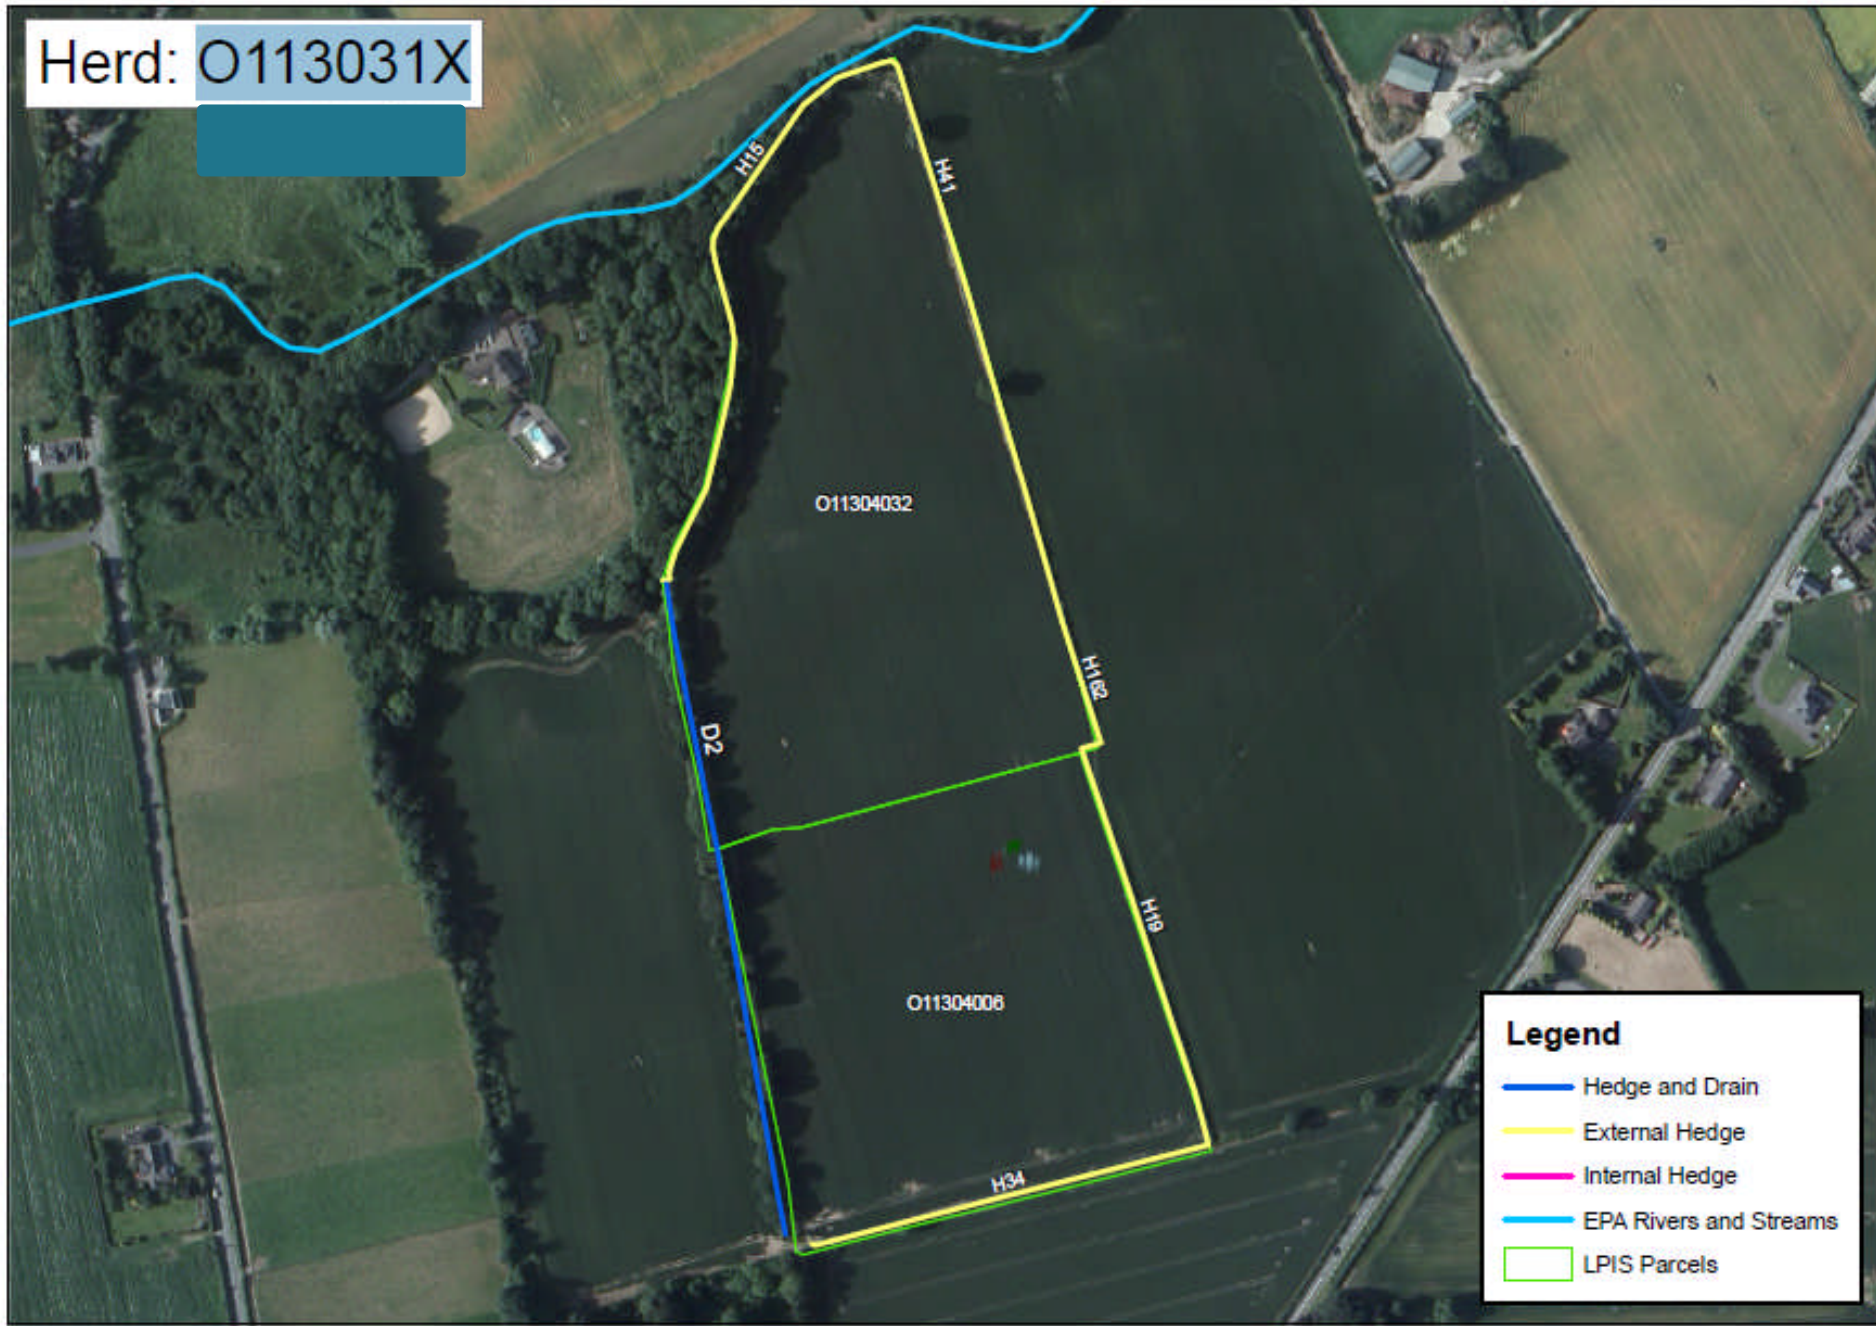 Herd: O113031X
H15
H41
O11304032
H162
D2
H19
O11304006
H34
Legend
Hedge and Drain
External Hedge
Internal Hedge
EPA Rivers and Streams
LPIS Parcels